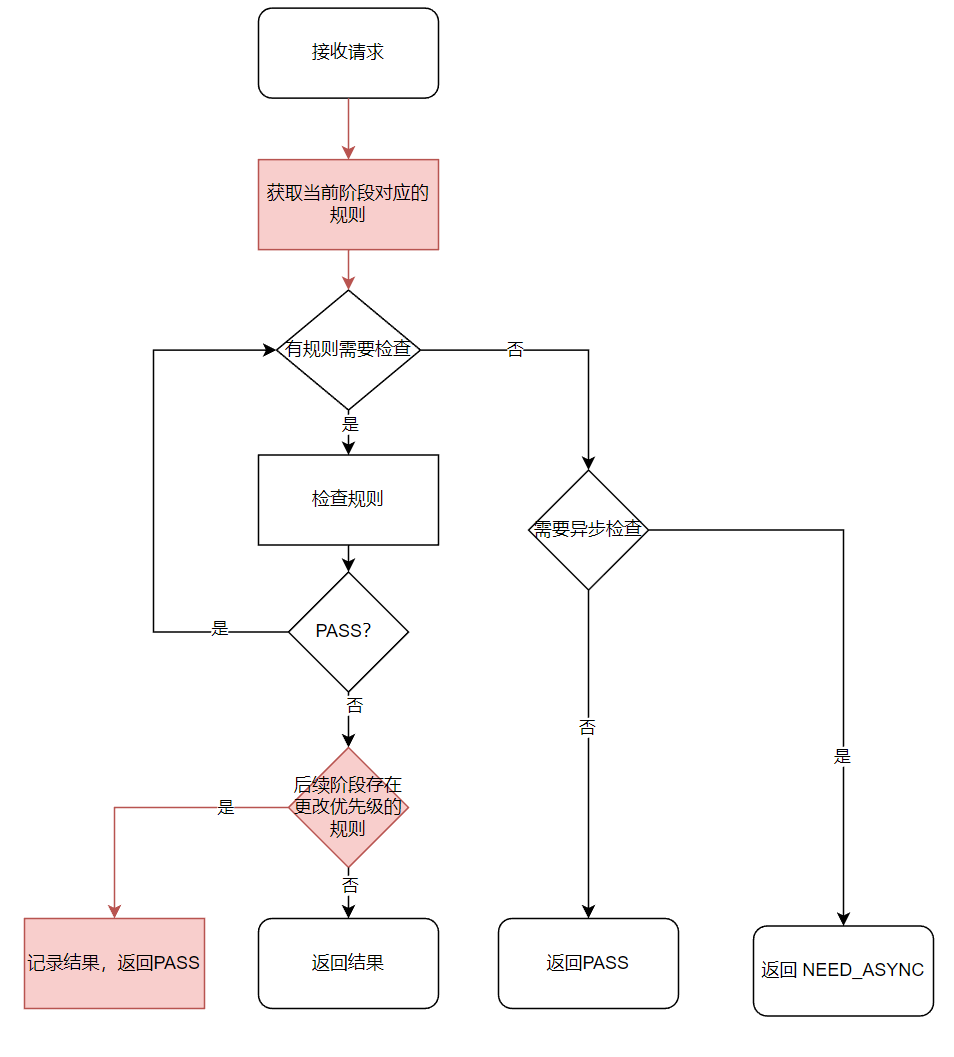 接收请求
获取当前阶段对应的
规则
有规则需要检查
否
是
检查规则
需要异步检查
PASS？
是
否
否
是
后续阶段存在
更改优先级的
规则
是
否
记录结果，返回PASS
返回结果
返回PASS
返回 NEED_ASYNC